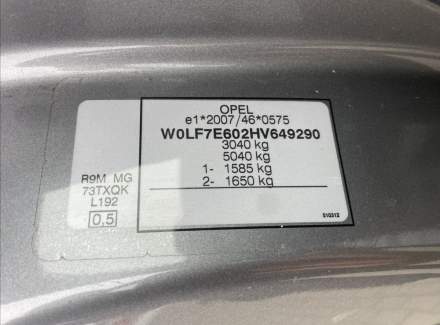 OPEL
e1*2007/46*0575
W0LF7E602HV649290
3040 kg
5040 kg
1- 1585 kg
2- 1650 kg
R9M MG
73TXQK
L192
0,5
510312